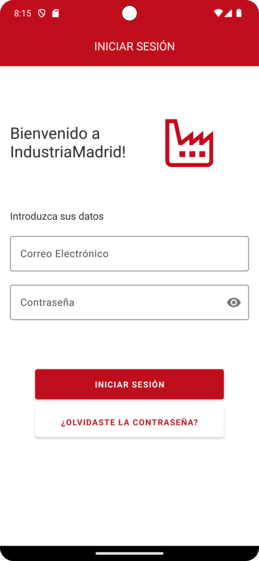 8:15
INICIAR SESIÓN
Bienvenido a
IndustriaMadrid!
Introduzca sus datos
Correo Electrónico
Contraseña
INICIAR SESIÓN
¿OLVIDASTE LA CONTRASEÑA?